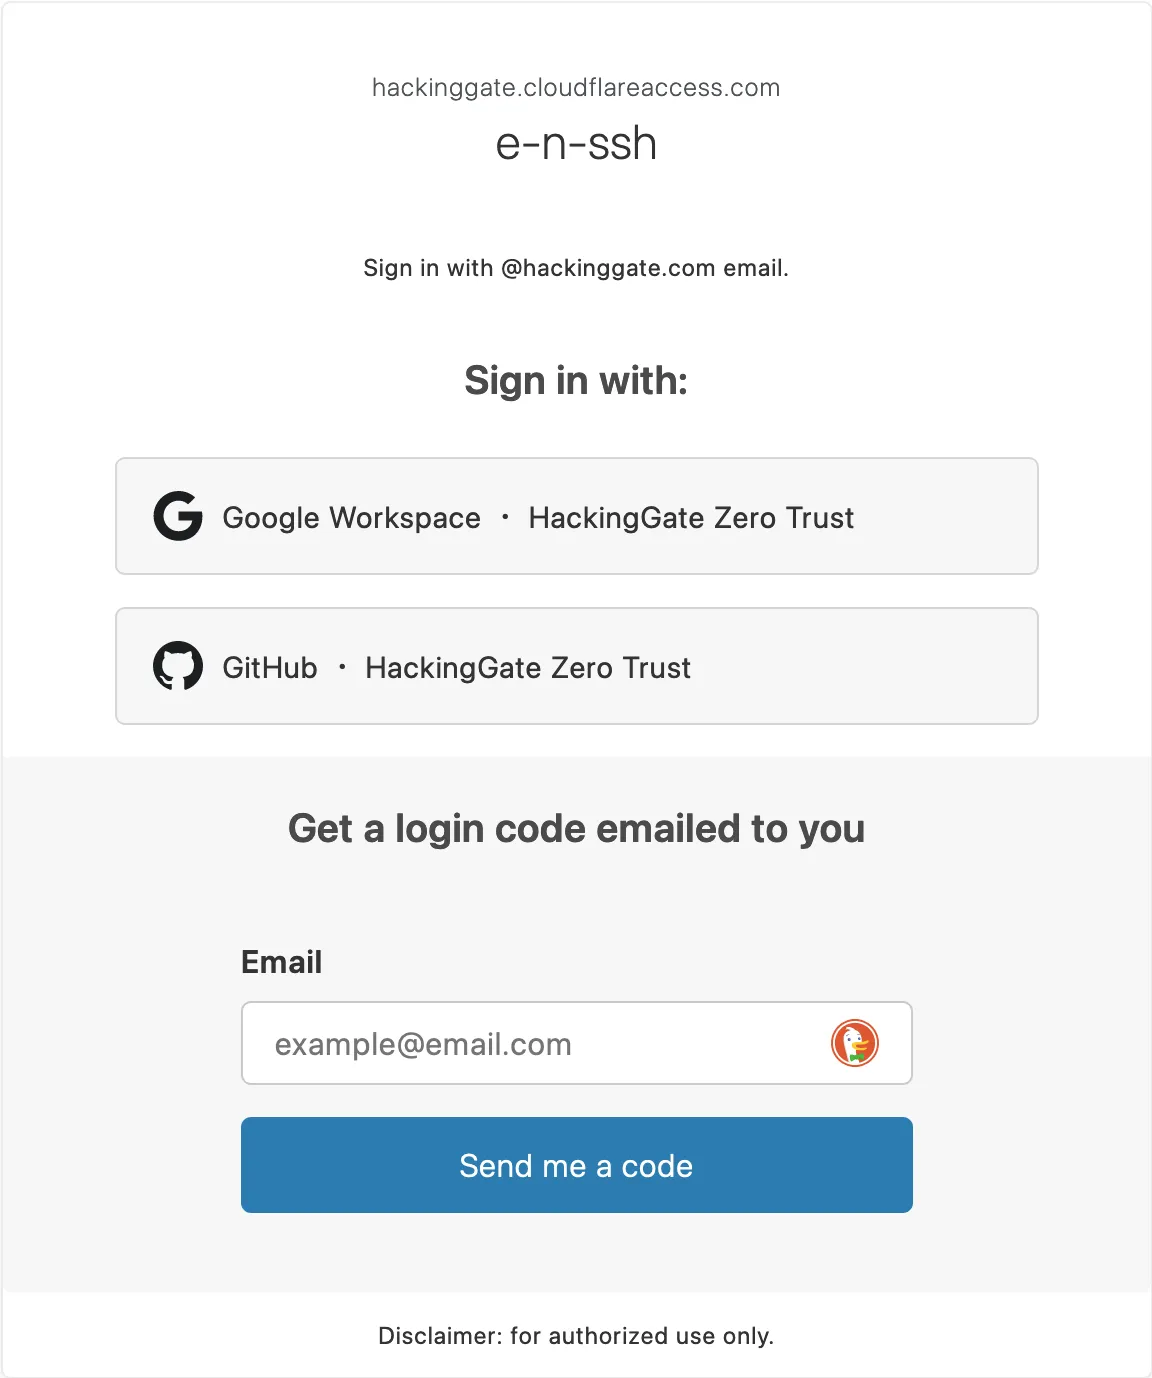 hackinggate.cloudflareaccess.com
e-n-ssh
Sign in with @hackinggate.com email.
Sign in with:
Google Workspace · HackingGate Zero Trust
GitHub · HackingGate Zero Trust
Get a login code emailed to you
Email
example@email.com
Send me a code
Disclaimer: for authorized use only.